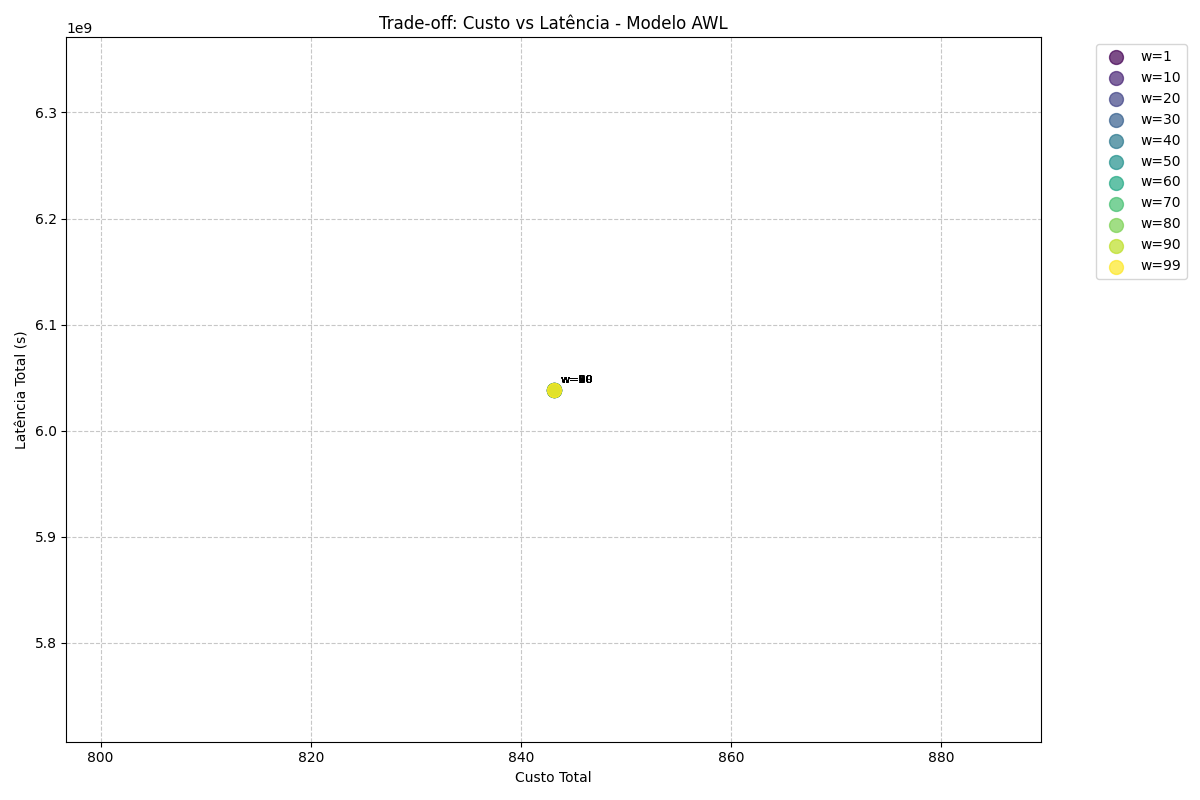 Trade-off: Custo vs Latência - Modelo AWL
1e9
6.3
6.2
6.1
6.0
5.9
5.8
Latência Total (s)
800
820
840
860
880
Custo Total
w=1
w=10
w=20
w=30
w=40
w=50
w=60
w=70
w=80
w=90
w=99